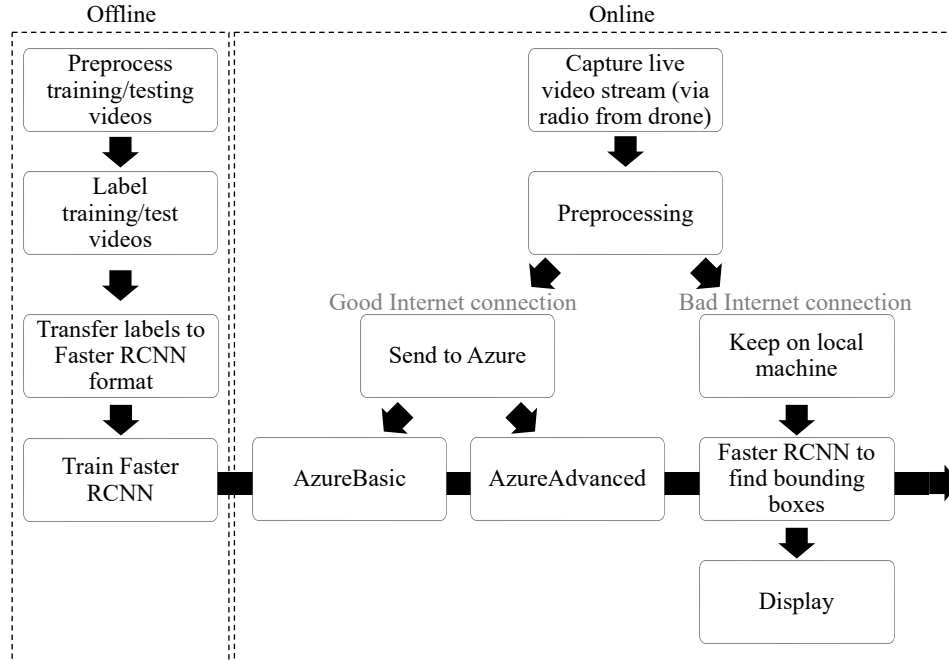 Offline
Preprocess
training/testing
videos
Label
training/test
videos
Transfer labels to
Faster RCNN
format
Train Faster
RCNN
Online
Capture live
video stream (via
radio from drone)
Preprocessing
Good Internet connection
Bad Internet connection
Send to Azure
Keep on local
machine
AzureBasic
AzureAdvanced
Faster RCNN to
find bounding
boxes
Display